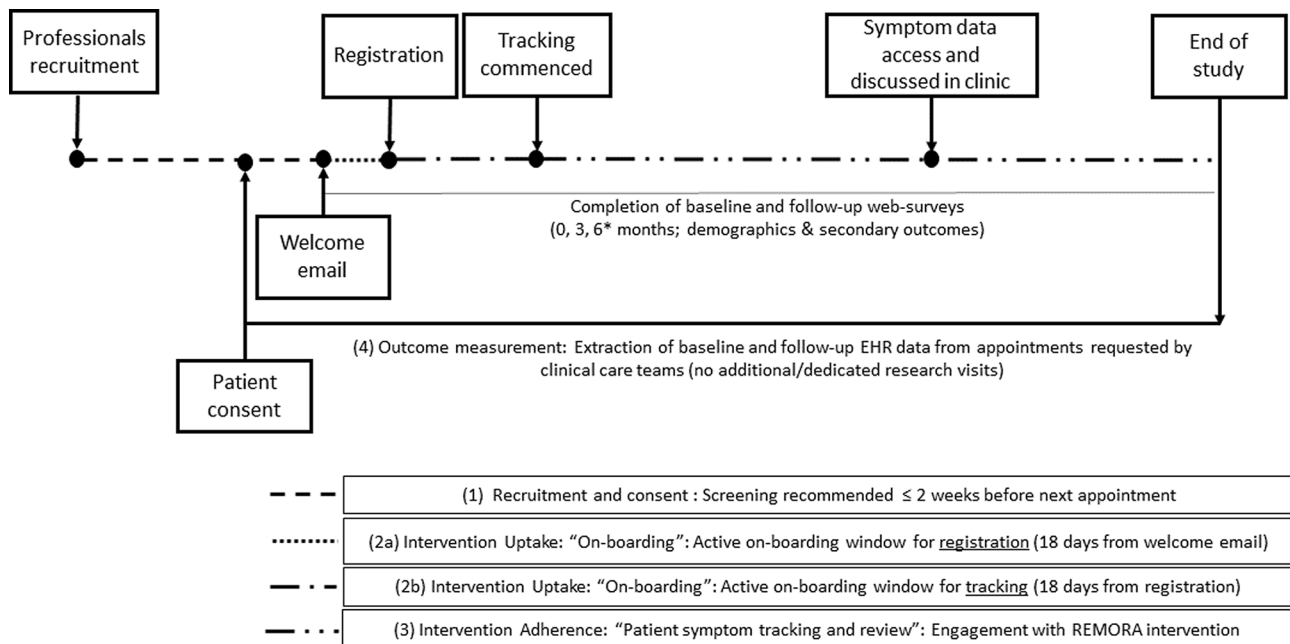 Professionals
recruitment
Registration
Tracking
commenced
Symptom data
access and
discussed in clinic
End of
study
Completion of baseline and follow-up web-surveys
(0, 3, 6* months; demographics & secondary outcomes)
Welcome
email
(4) Outcome measurement: Extraction of baseline and follow-up EHR data from appointments requested by
clinical care teams (no additional/dedicated research visits)
Patient
consent
(1) Recruitment and consent : Screening recommended ≤ 2 weeks before next appointment
(2a) Intervention Uptake: “On-boarding”: Active on-boarding window for registration (18 days from welcome email)
(2b) Intervention Uptake: “On-boarding”: Active on-boarding window for tracking (18 days from registration)
(3) Intervention Adherence: “Patient symptom tracking and review”: Engagement with REMORA intervention